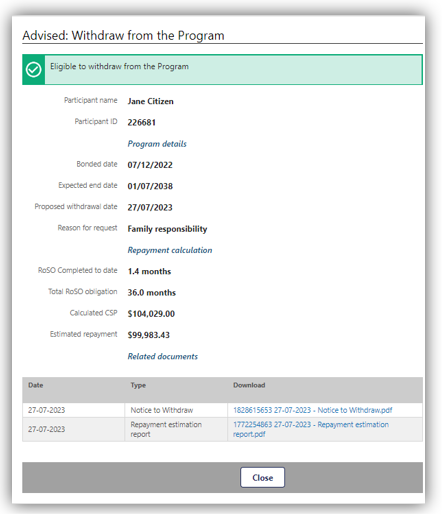 Advised: Withdraw from the Program
Eligible to withdraw from the Program
Participant name Jane Citizen
Participant ID 226681
Program details
Bonded date 07/12/2022
Expected end date 01/07/2038
Proposed withdrawal date 27/07/2023
Reason for request Family responsibility
Repayment calculation
RoSO Completed to date 1.4 months
Total RoSO obligation 36.0 months
Calculated CSP $104,029.00
Estimated repayment $99,983.43
Related documents
Date Type Download
27-07-2023 Notice to Withdraw 1828615653 27-07-2023 - Notice to Withdraw.pdf
27-07-2023 Repayment estimation report 1772254863 27-07-2023 - Repayment estimation report.pdf
Close